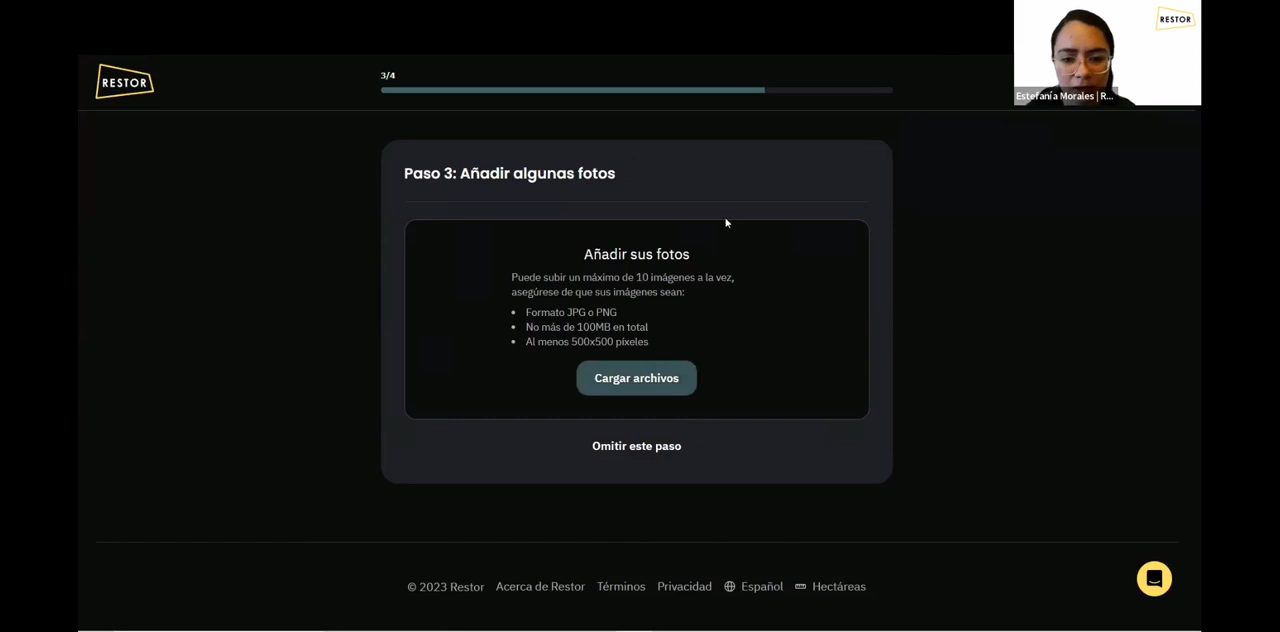 RESTOR
Estefanía Morales | R...
RESTOR
3/4
Paso 3: Añadir algunas fotos
Añadir sus fotos
Puede subir un máximo de 10 imágenes a la vez,
asegúrese de que sus imágenes sean:
• Formato JPG o PNG
• No más de 100MB en total
• Al menos 500x500 píxeles
Cargar archivos
Omitir este paso
© 2023 Restor Acerca de Restor Términos Privacidad Español Hectáreas